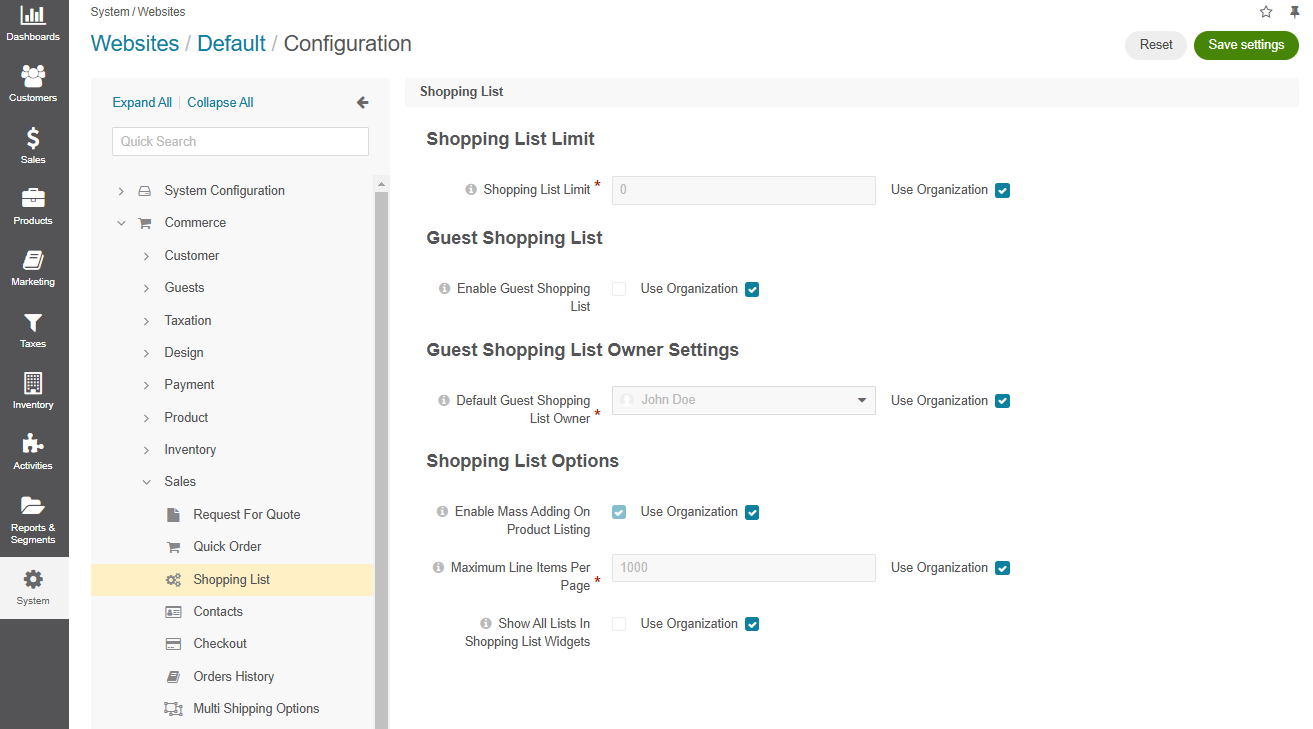 Dashboards
Customers
Sales
Products
Marketing
Taxes
Inventory
Activities
Reports &
Segments
System
System / Websites
Websites / Default / Configuration
Reset
Save settings
Expand All
Collapse All
Quick Search
System Configuration
Commerce
Customer
Guests
Taxation
Design
Payment
Product
Inventory
Sales
Request For Quote
Quick Order
Shopping List
Contacts
Checkout
Orders History
Multi Shipping Options
Shopping List
Shopping List Limit
Shopping List Limit * 0 Use Organization
Guest Shopping List
Enable Guest Shopping Use Organization
List
Guest Shopping List Owner Settings
Default Guest Shopping John Doe Use Organization
List Owner *
Shopping List Options
Enable Mass Adding On Use Organization
Product Listing
Maximum Line Items Per 1000 Use Organization
Page *
Show All Lists In Use Organization
Shopping List Widgets